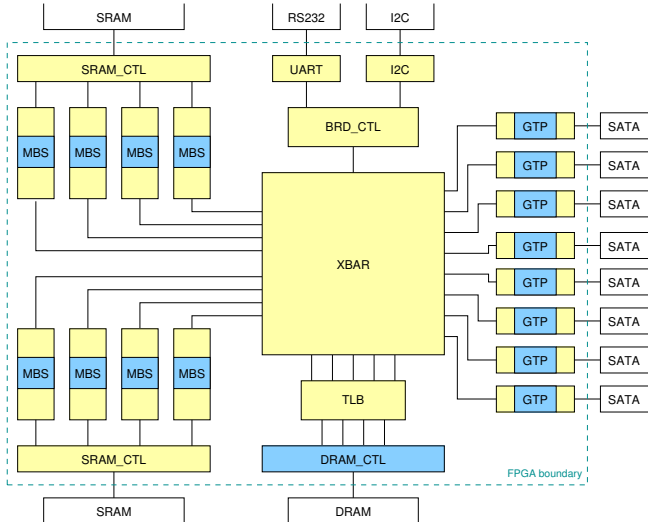 SRAM
RS232
I2C
SRAM_CTL
UART
I2C
BRD_CTL
MBS
MBS
MBS
MBS
GTP
SATA
GTP
SATA
GTP
SATA
GTP
SATA
XBAR
GTP
SATA
GTP
SATA
GTP
SATA
MBS
MBS
MBS
MBS
TLB
GTP
SATA
SRAM_CTL
DRAM_CTL
FPGA boundary
SRAM
DRAM